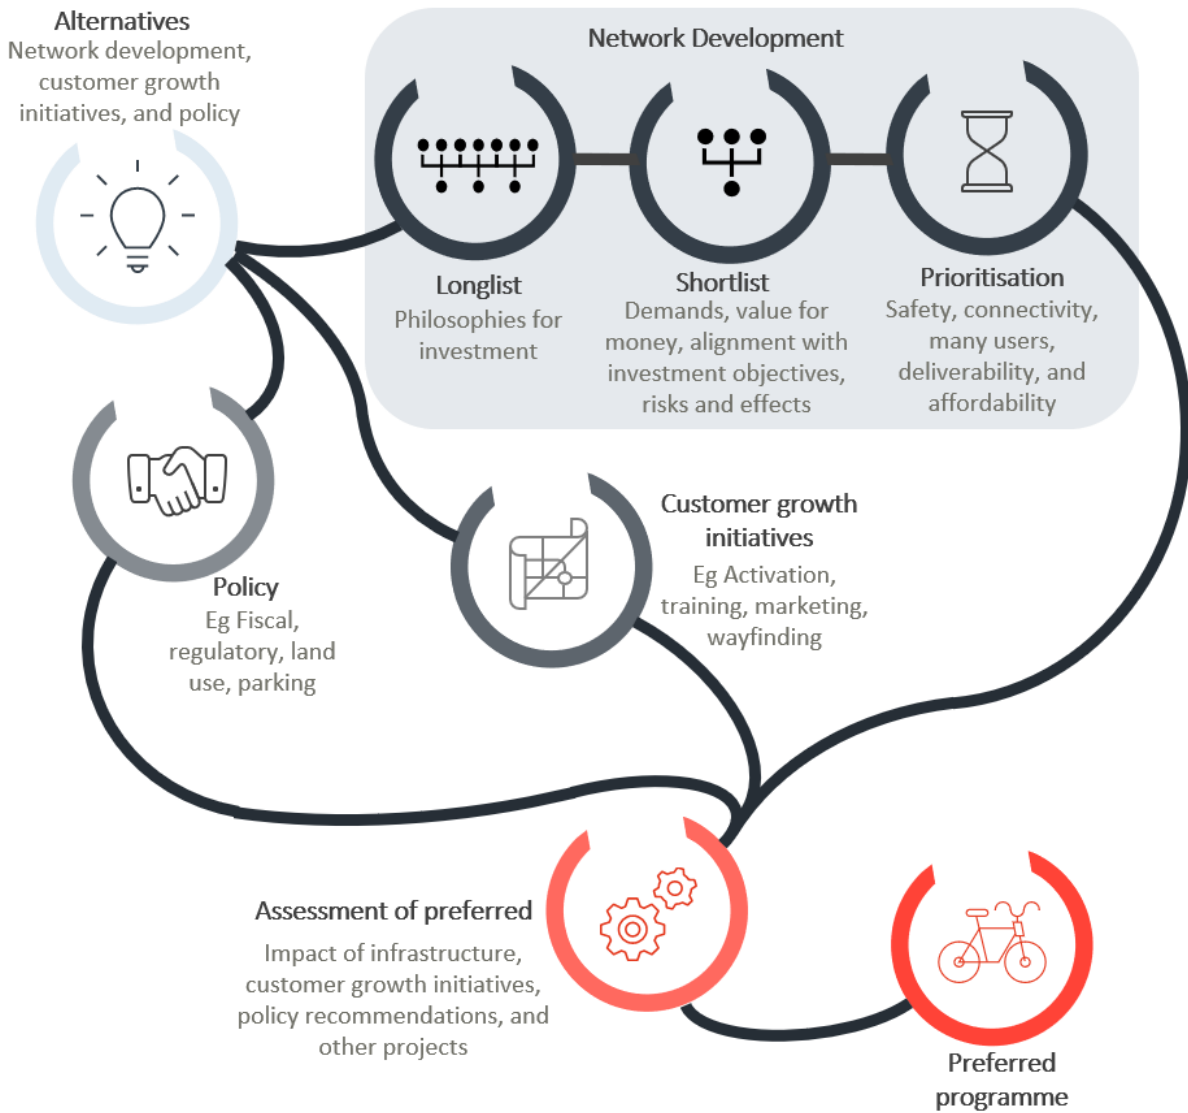 Alternatives
Network development,
customer growth
initiatives, and policy
Network Development
Longlist
Philosophies for
investment
Shortlist
Demands, value for
money, alignment with
investment objectives,
risks and effects
Prioritisation
Safety, connectivity,
many users,
deliverability, and
affordability
Policy
Eg Fiscal,
regulatory, land
use, parking
Customer growth
initiatives
Eg Activation,
training, marketing,
wayfinding
Assessment of preferred
Impact of infrastructure,
customer growth initiatives,
policy recommendations, and
other projects
Preferred
programme